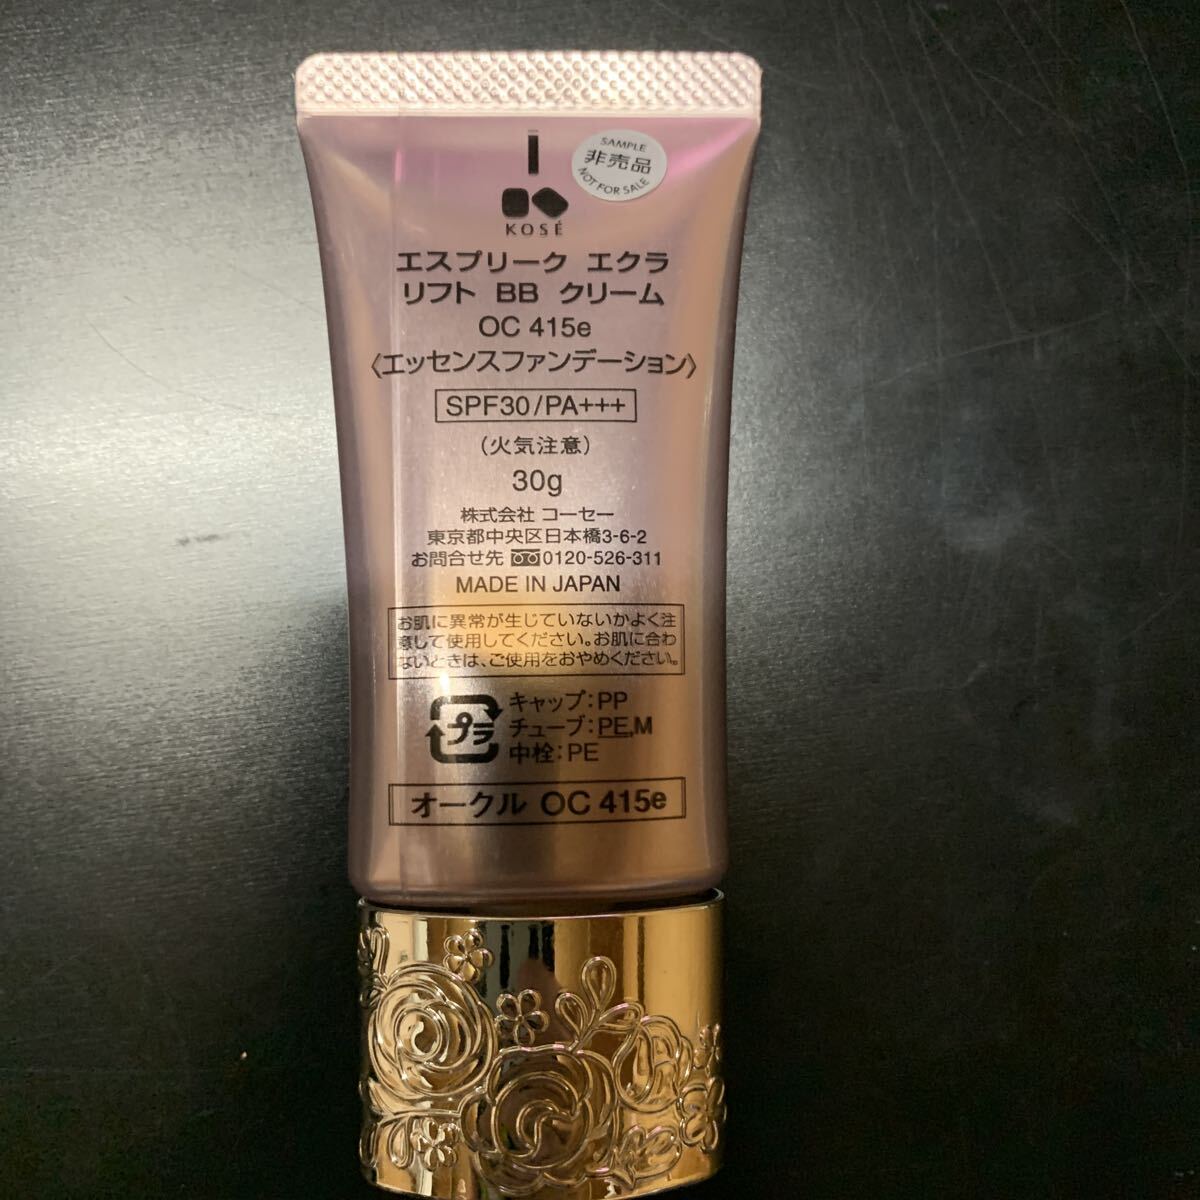 SAMPLE
非売品
NOT FOR SALE
KOSÉ
エスプリーク エクラ
リフト BB クリーム
OC 415e
〈エッセンスファンデーション〉
SPF30/PA+++
(火気注意)
30g
株式会社 コーセー
東京都中央区日本橋3-6-2
お問合せ先 0120-526-311
MADE IN JAPAN
お肌に異常が生じていないかよく注
意して使用してください。お肌に合わ
ないときは、ご使用をおやめください。
プラ
キャップ:PP
チューブ:PE,M
中栓:PE
オークル OC 415e